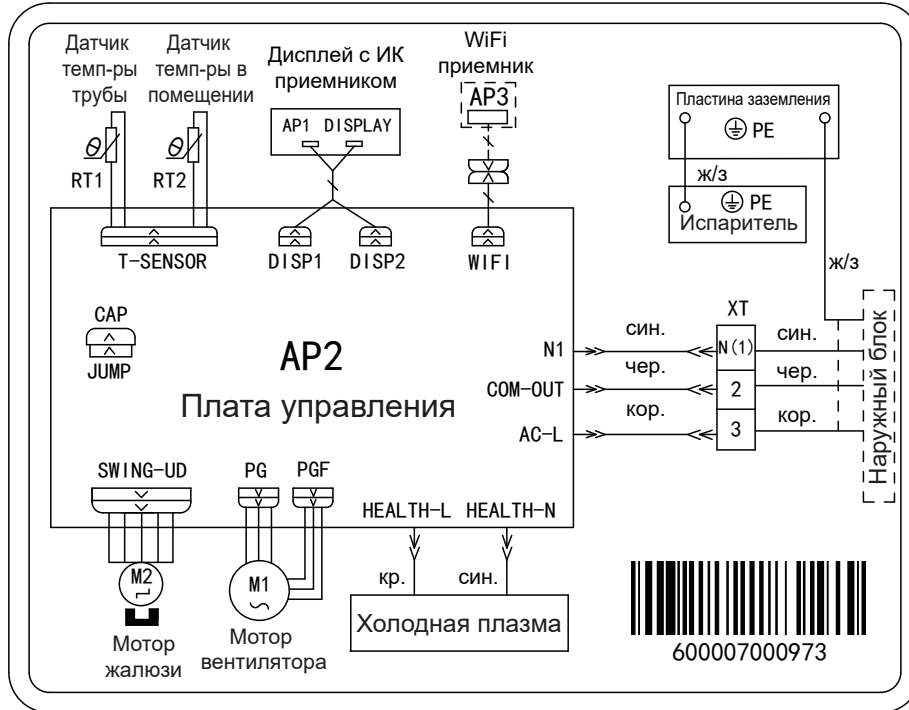 Датчик
темп-ры
трубы
Датчик
темп-ры в
помещении
Дисплей с ИК
приемником
WiFi
приемник
AP3
AP1 DISPLAY
θ
RT1
θ
RT2
Пластина заземления
PE
ж/з
PE
Испаритель
ж/з
T-SENSOR
DISP1
DISP2
WIFI
CAP
JUMP
AP2
Плата управления
N1
COM-OUT
AC-L
син.
чер.
кор.
XT
N(1)
2
3
син.
чер.
кор.
Наружный блок
SWING-UD
PG
PGF
HEALTH-L
HEALTH-N
M2
M1
кр.
син.
Мотор
жалюзи
Мотор
вентилятора
Холодная плазма
600007000973